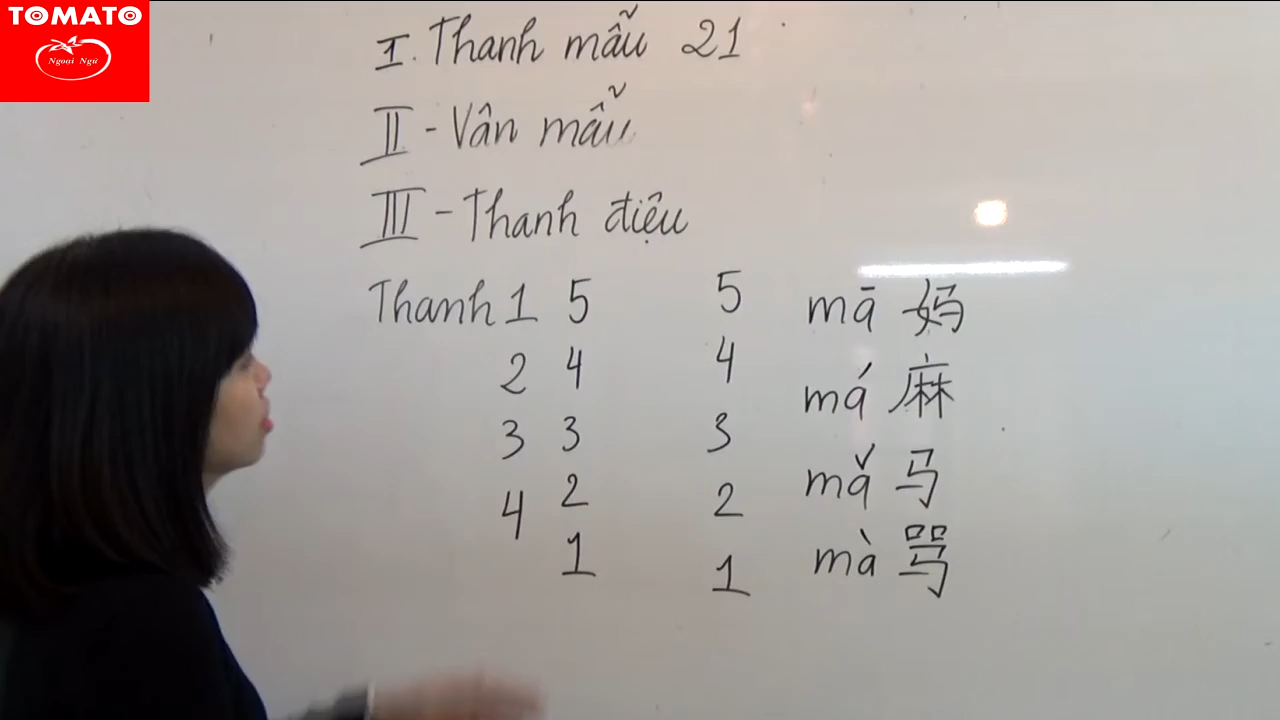 TOMATO
Ngoại Ngữ
I. Thanh mẫu 21
II - Vân mẫu
III - Thanh điệu
Thanh 1 5 5 mā 妈
2 4 4 má 麻
3 3 3 mǎ 马
4 2 2 mà 骂
1 1